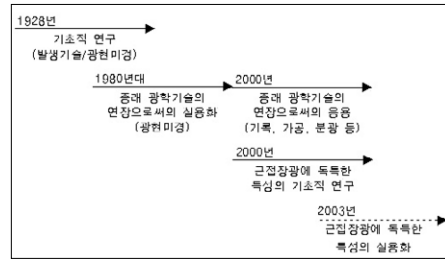 1928년
기초적 연구
(발생기술/광현미경)
1980년대
종래 광학기술의
연장으로써의 실용화
(광현미경)
2000년
종래 광학기술의
연장으로써의 응용
(기록, 가공, 분광 등)
2000년
근접장광에 독특한
특성의 기초적 연구
2003년
근접장광에 독특한
특성의 실용화